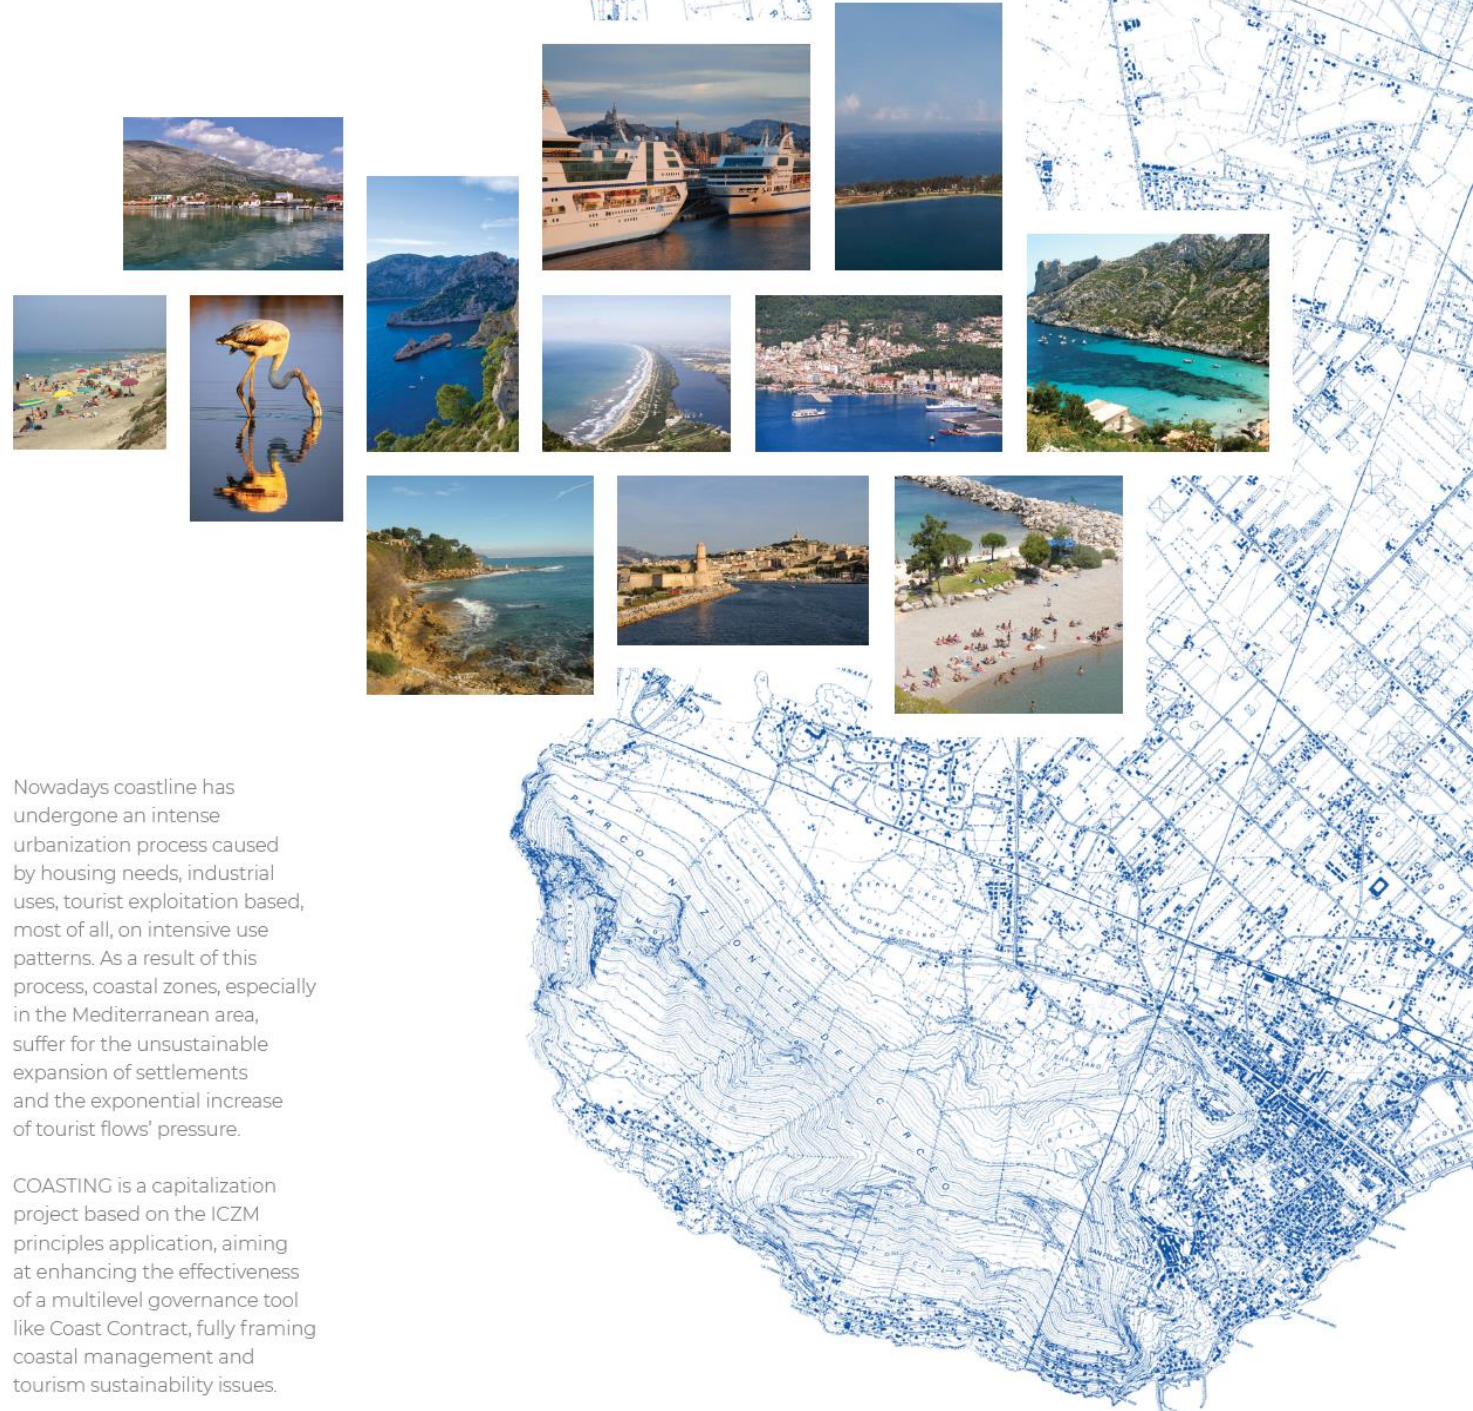 Nowadays coastline has
undergone an intense
urbanization process caused
by housing needs, industrial
uses, tourist exploitation based,
most of all, on intensive use
patterns. As a result of this
process, coastal zones, especially
in the Mediterranean area,
suffer for the unsustainable
expansion of settlements
and the exponential increase
of tourist flows’ pressure.
COASTING is a capitalization
project based on the ICZM
principles application, aiming
at enhancing the effectiveness
of a multilevel governance tool
like Coast Contract, fully framing
coastal management and
tourism sustainability issues.
PARCO NAZIONALE DEL CIRCEO